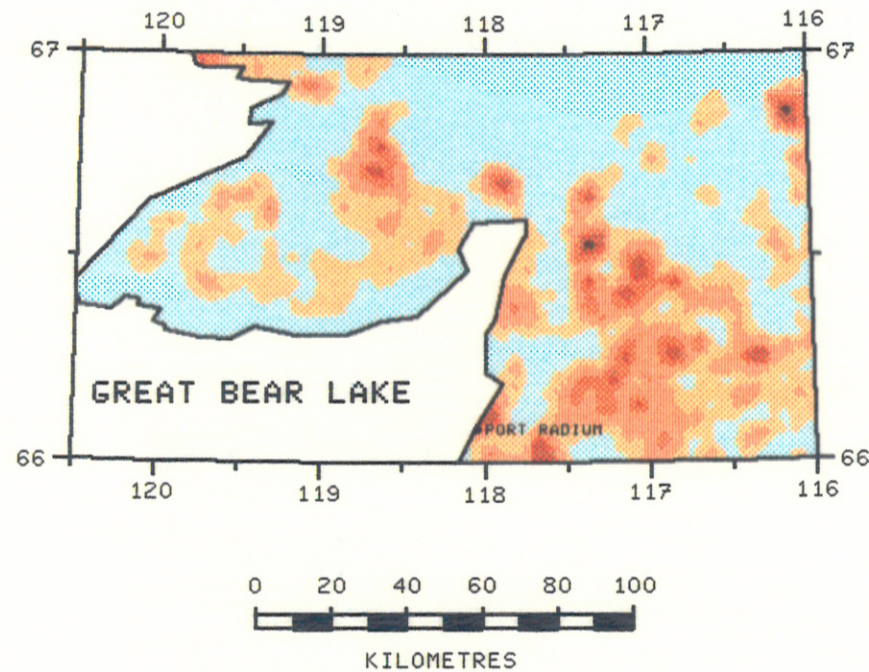 120 119 118 117 116
67 67
GREAT BEAR LAKE
PORT RADIUM
66 66
120 119 118 117 116
0 20 40 60 80 100
KILOMETRES